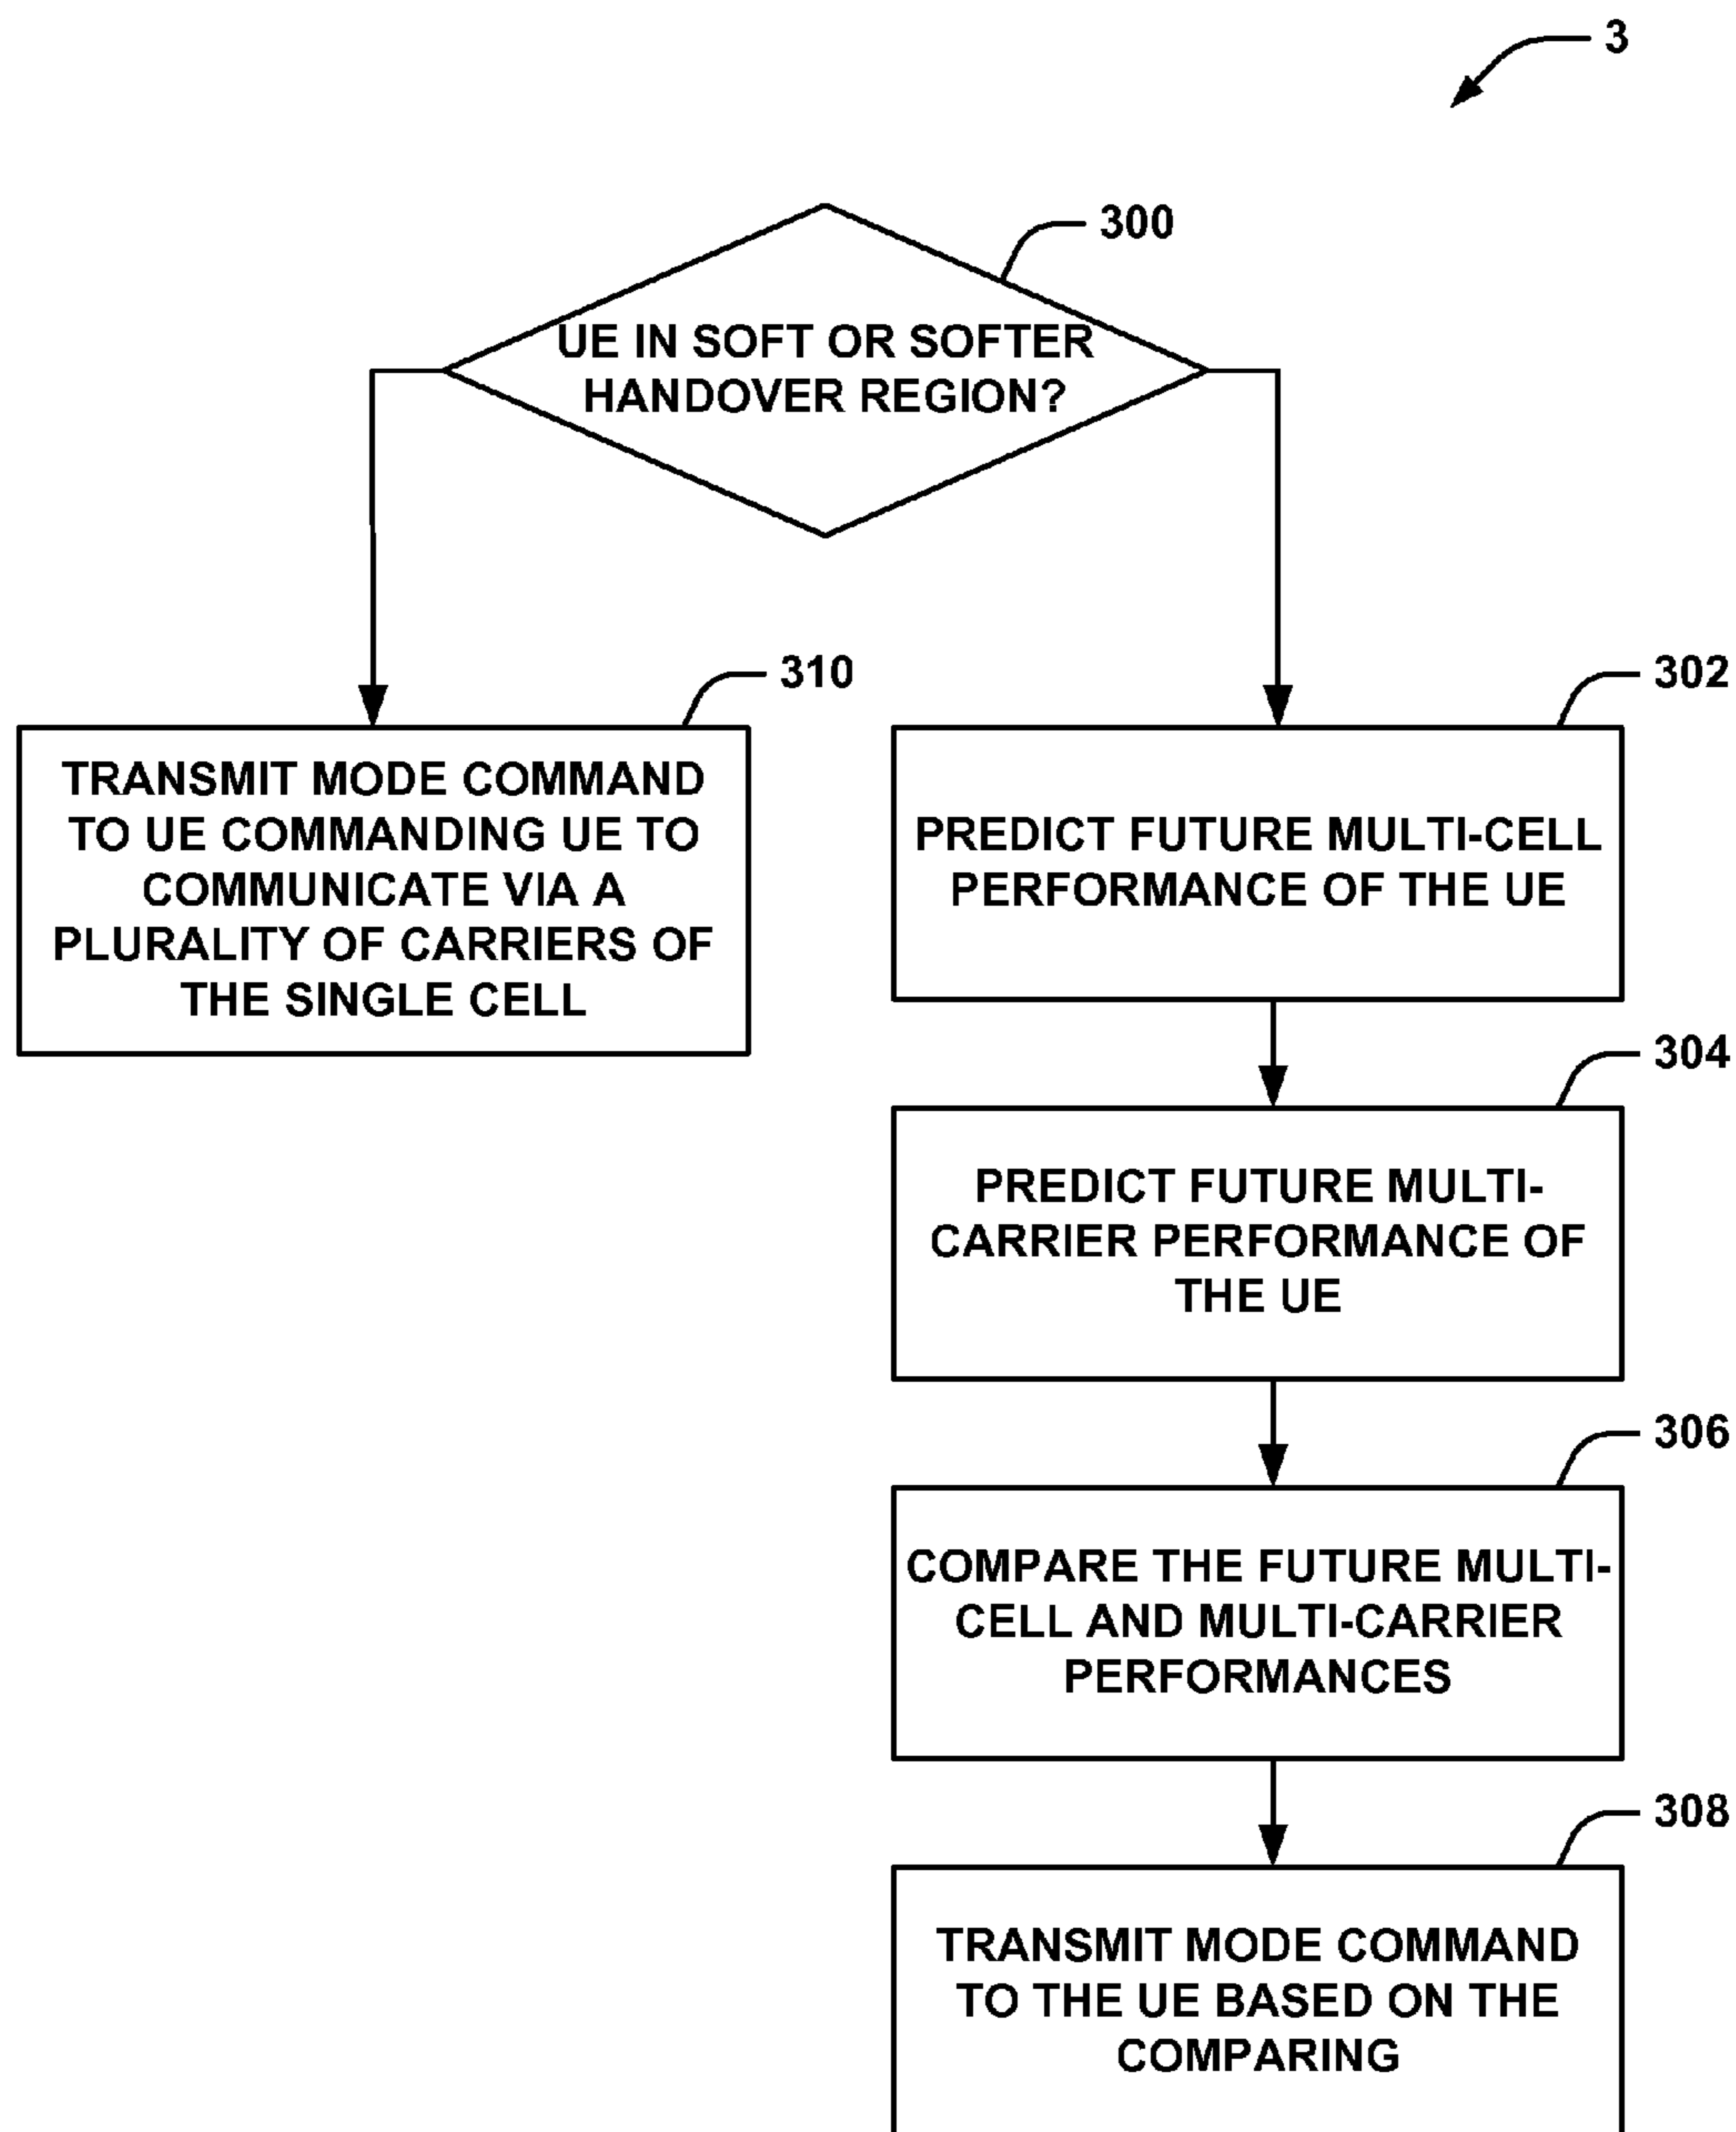 3
300
UE IN SOFT OR SOFTER
HANDOVER REGION?
310
TRANSMIT MODE COMMAND
TO UE COMMANDING UE TO
COMMUNICATE VIA A
PLURALITY OF CARRIERS OF
THE SINGLE CELL
302
PREDICT FUTURE MULTI-CELL
PERFORMANCE OF THE UE
304
PREDICT FUTURE MULTI-
CARRIER PERFORMANCE OF
THE UE
306
COMPARE THE FUTURE MULTI-
CELL AND MULTI-CARRIER
PERFORMANCES
308
TRANSMIT MODE COMMAND
TO THE UE BASED ON THE
COMPARING